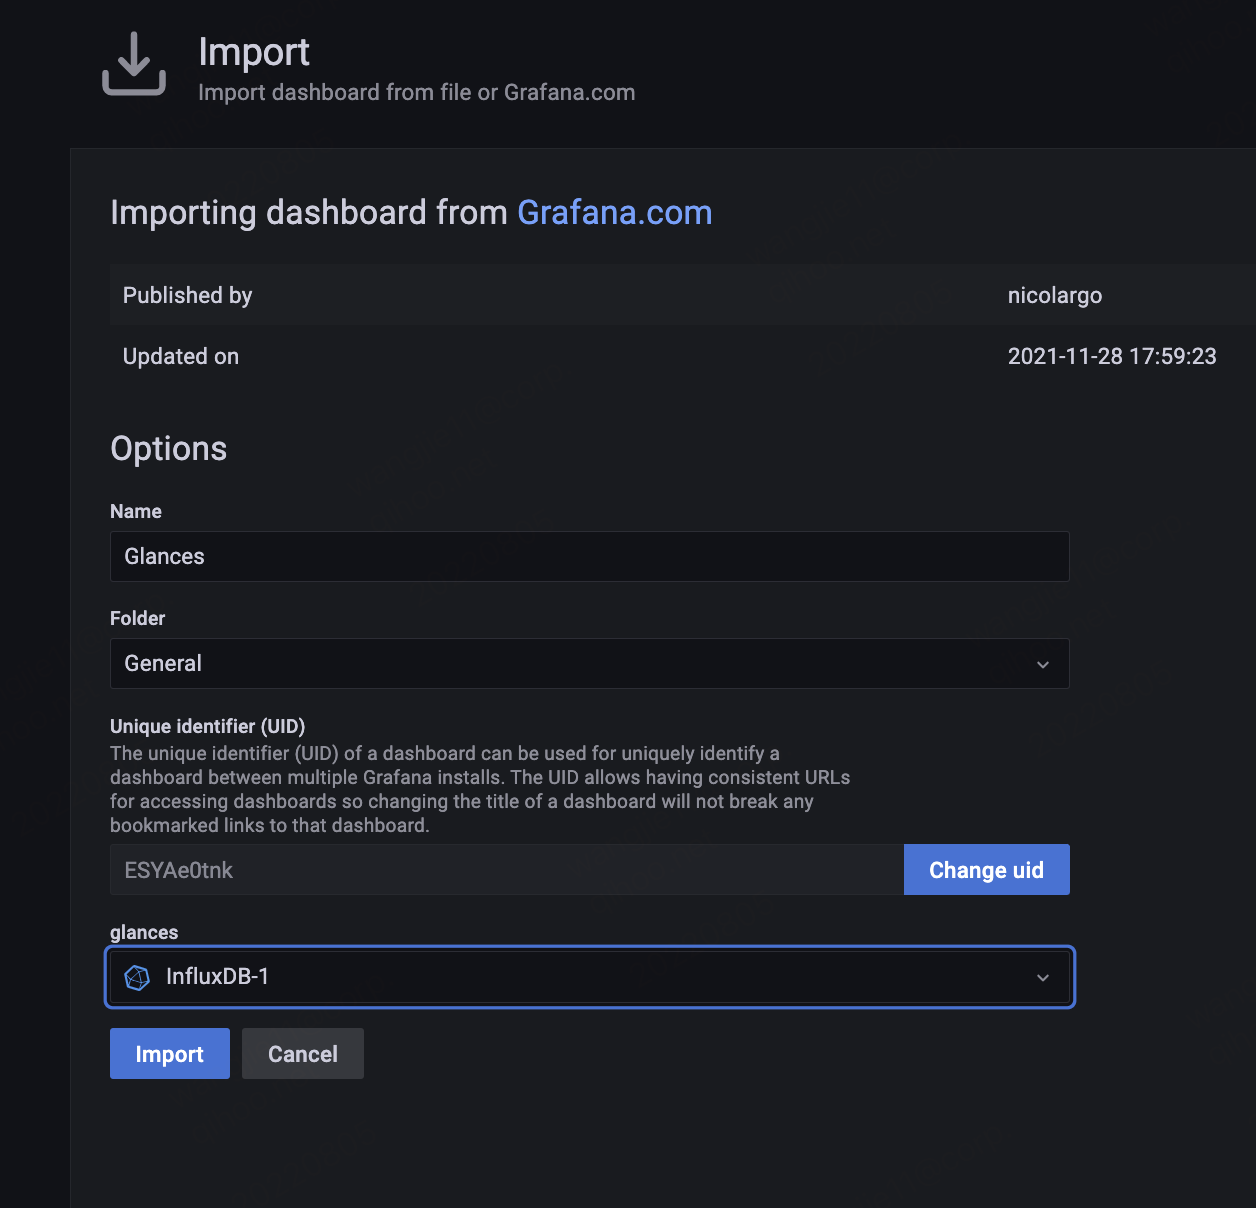 Import
Import dashboard from file or Grafana.com
Importing dashboard from Grafana.com
Published by nicolargo
Updated on 2021-11-28 17:59:23
Options
Name
Glances
Folder
General
Unique identifier (UID)
The unique identifier (UID) of a dashboard can be used for uniquely identify a
dashboard between multiple Grafana installs. The UID allows having consistent URLs
for accessing dashboards so changing the title of a dashboard will not break any
bookmarked links to that dashboard.
ESYAe0tnk Change uid
glances
InfluxDB-1
Import Cancel